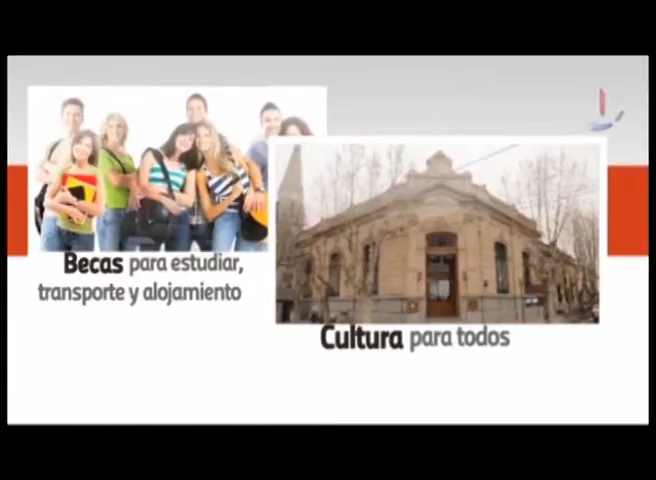 Becas para estudiar,
transporte y alojamiento
Cultura para todos